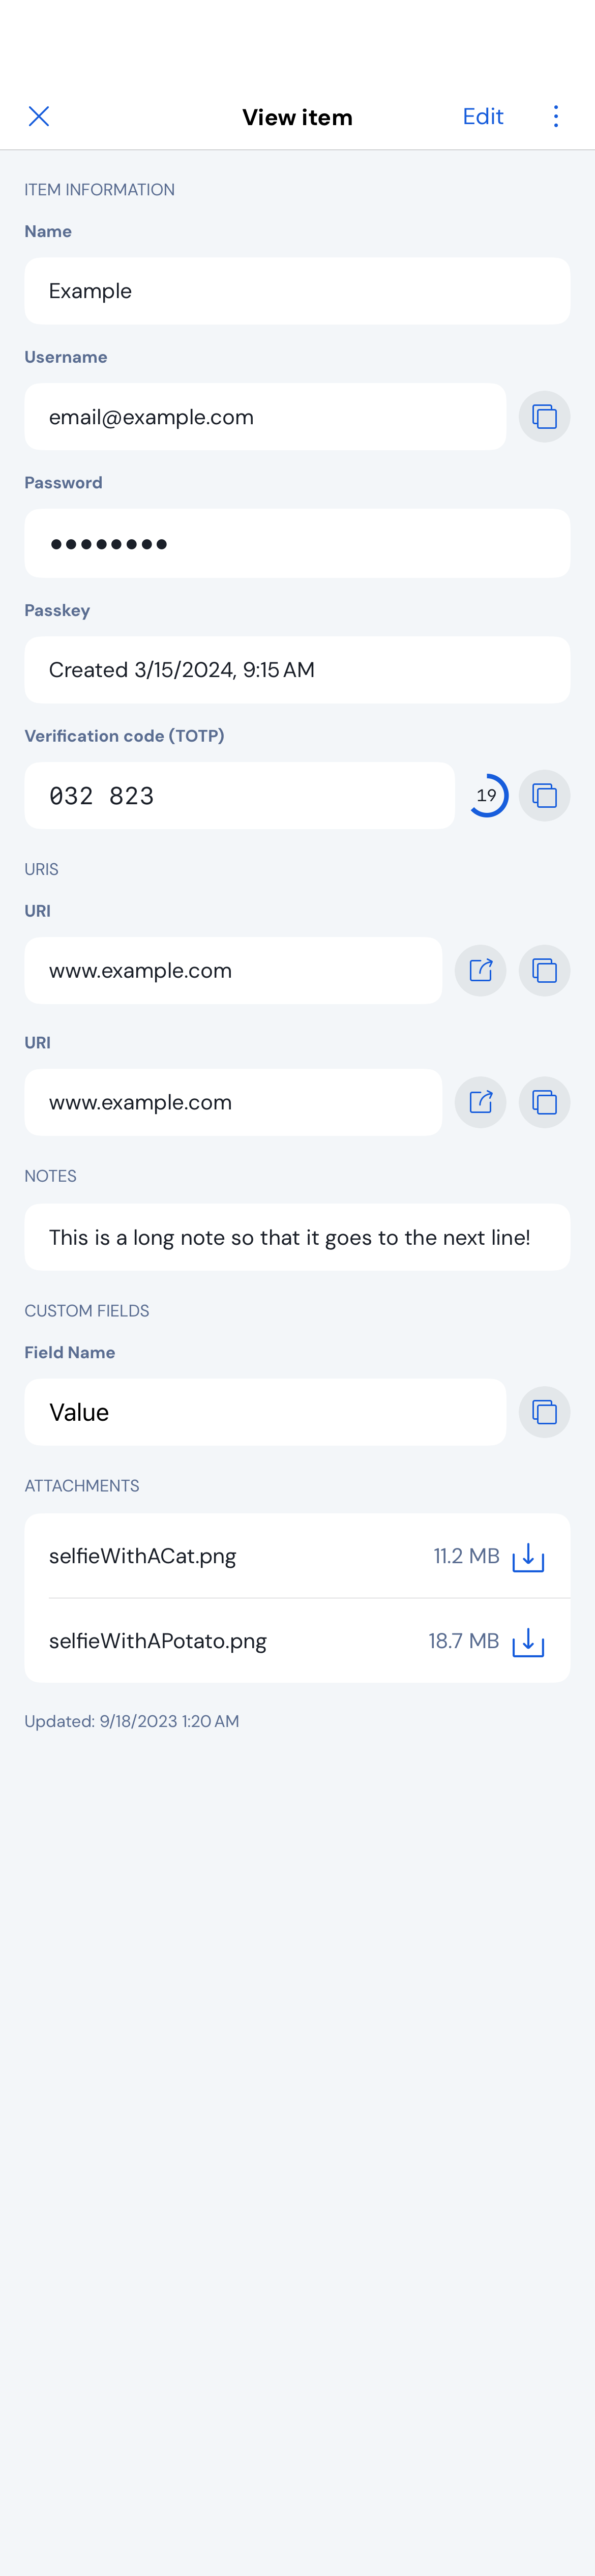 View item
Edit
ITEM INFORMATION
Name
Example
Username
email@example.com
Password
●●●●●●●●
Passkey
Created 3/15/2024, 9:15 AM
Verification code (TOTP)
032 823
19
URIS
URI
www.example.com
URI
www.example.com
NOTES
This is a long note so that it goes to the next line!
CUSTOM FIELDS
Field Name
Value
ATTACHMENTS
selfieWithACat.png 11.2 MB
selfieWithAPotato.png 18.7 MB
Updated: 9/18/2023 1:20 AM